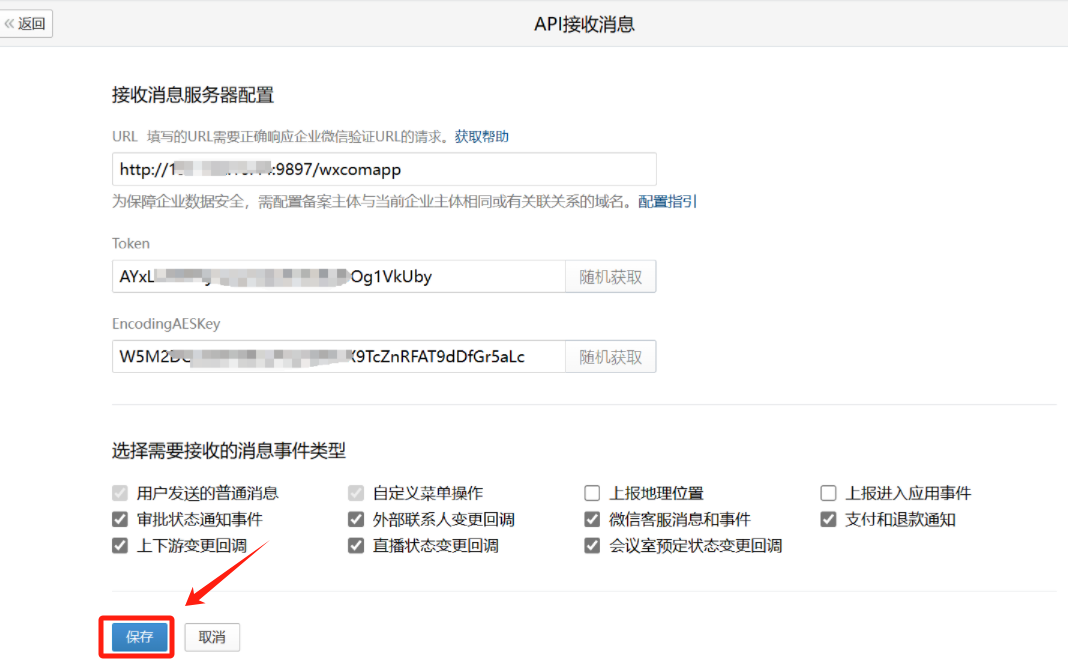 返回
API接收消息
接收消息服务器配置
URL 填写的URL需要正确响应企业微信验证URL的请求。获取帮助
http://1 :9897/wxcomapp
为保障企业数据安全，需配置备案主体与当前企业主体相同或有关联关系的域名。配置指引
Token
AYxL Og1VkUby 随机获取
EncodingAESKey
W5M2 9TcZnRFAT9dDfGr5aLc 随机获取
选择需要接收的消息事件类型
用户发送的普通消息 自定义菜单操作 上报地理位置 上报进入应用事件
审批状态通知事件 外部联系人变更回调 微信客服消息和事件 支付和退款通知
上下游变更回调 直播状态变更回调 会议室预定状态变更回调
保存 取消